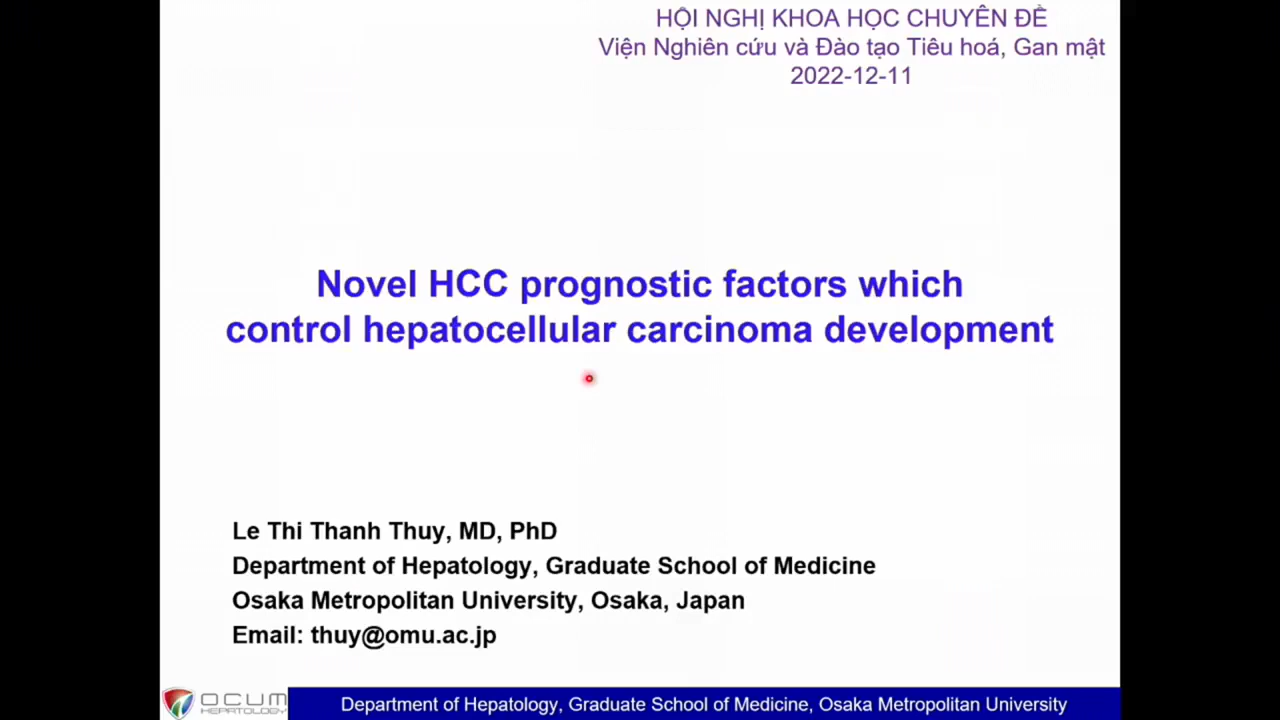 HỘI NGHỊ KHOA HỌC CHUYÊN ĐỀ
Viện Nghiên cứu và Đào tạo Tiêu hoá, Gan mật
2022-12-11
Novel HCC prognostic factors which
control hepatocellular carcinoma development
Le Thi Thanh Thuy, MD, PhD
Department of Hepatology, Graduate School of Medicine
Osaka Metropolitan University, Osaka, Japan
Email: thuy@omu.ac.jp
OCUM
HEPATOLOGY
Department of Hepatology, Graduate School of Medicine, Osaka Metropolitan University